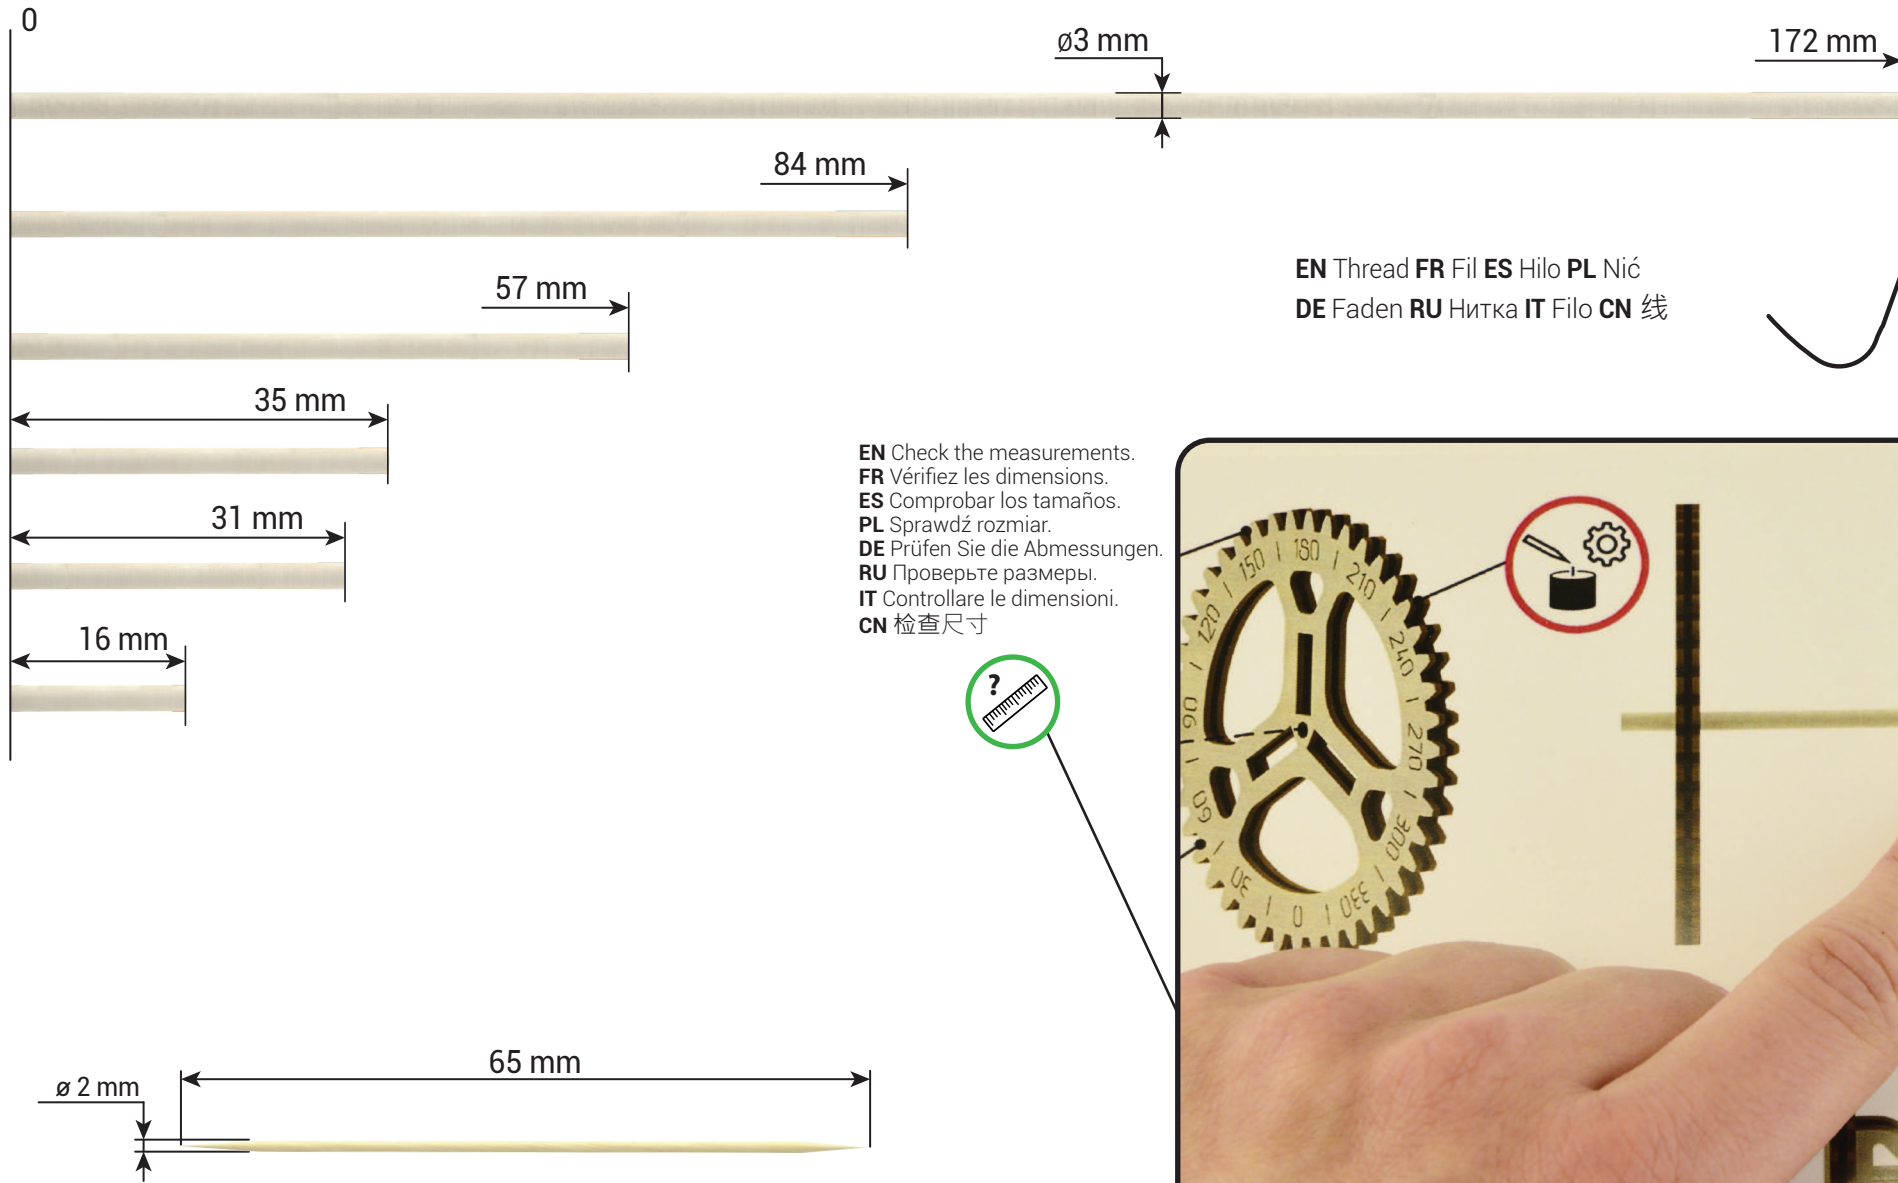 0
ø3 mm
172 mm
84 mm
57 mm
EN Thread FR Fil ES Hilo PL Nić
DE Faden RU Нитка IT Filo CN 线
35 mm
31 mm
16 mm
EN Check the measurements.
FR Vérifiez les dimensions.
ES Comprobar los tamaños.
PL Sprawdź rozmiar.
DE Prüfen Sie die Abmessungen.
RU Проверьте размеры.
IT Controllare le dimensioni.
CN 检查尺寸
?
0
30
60
90
120
150
180
210
240
270
300
330
65 mm
ø 2 mm